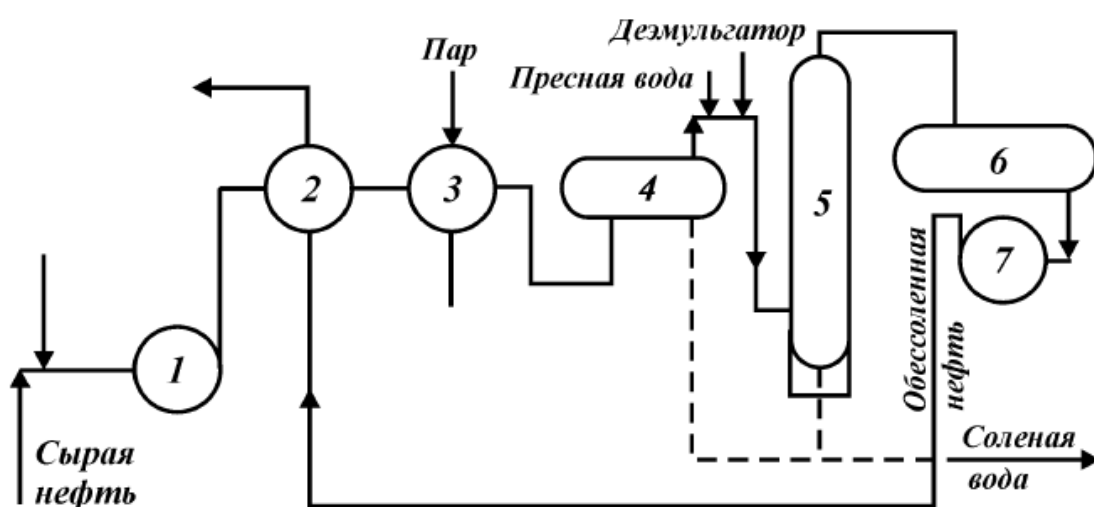 Деэмульгатор
Пар
Пресная вода
1
2
3
4
5
6
7
Обессоленная
нефть
Сырая
нефть
Соленая
вода